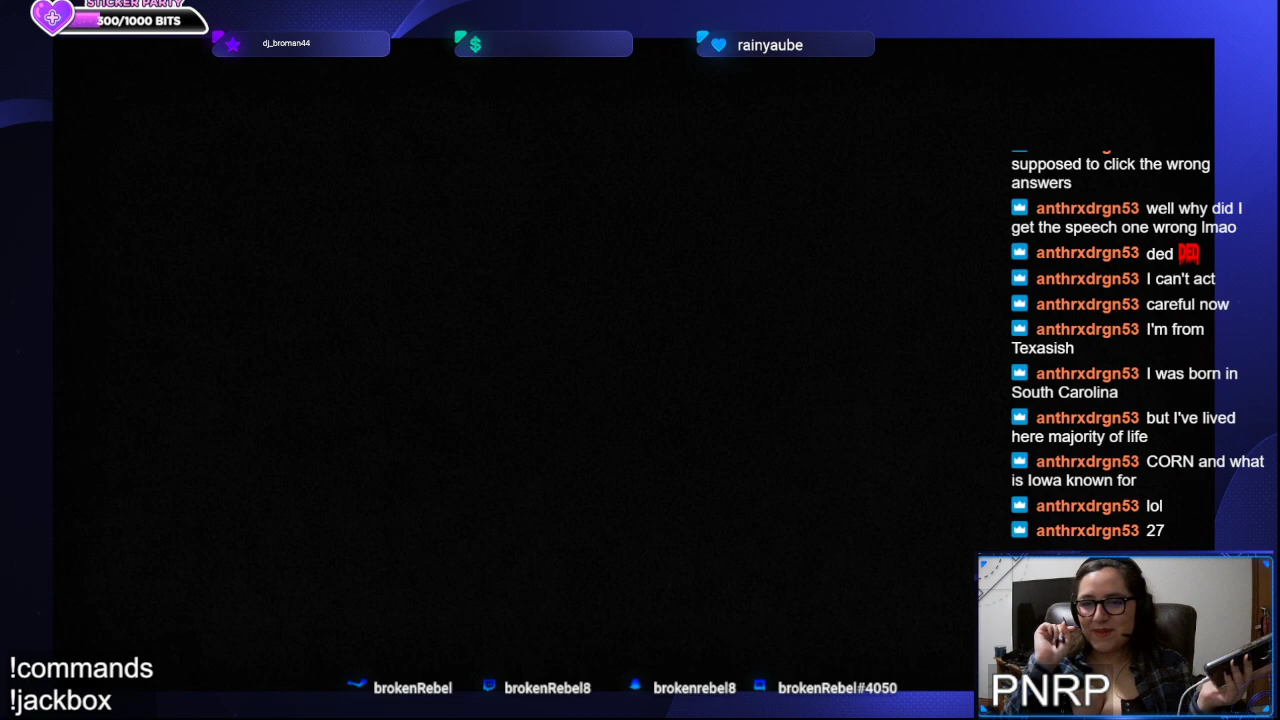 STICKER PARTY
300/1000 BITS
dj_broman44
$
rainyaube
supposed to click the wrong
answers
anthrxdrgn53 well why did I
get the speech one wrong lmao
anthrxdrgn53 ded DED
anthrxdrgn53 I can't act
anthrxdrgn53 careful now
anthrxdrgn53 I'm from
Texasish
anthrxdrgn53 I was born in
South Carolina
anthrxdrgn53 but I've lived
here majority of life
anthrxdrgn53 CORN and what
is Iowa known for
anthrxdrgn53 lol
anthrxdrgn53 27
!commands
!jackbox
brokenRebel
brokenRebel8
brokenrebel8
brokenRebel#4050
PNRP